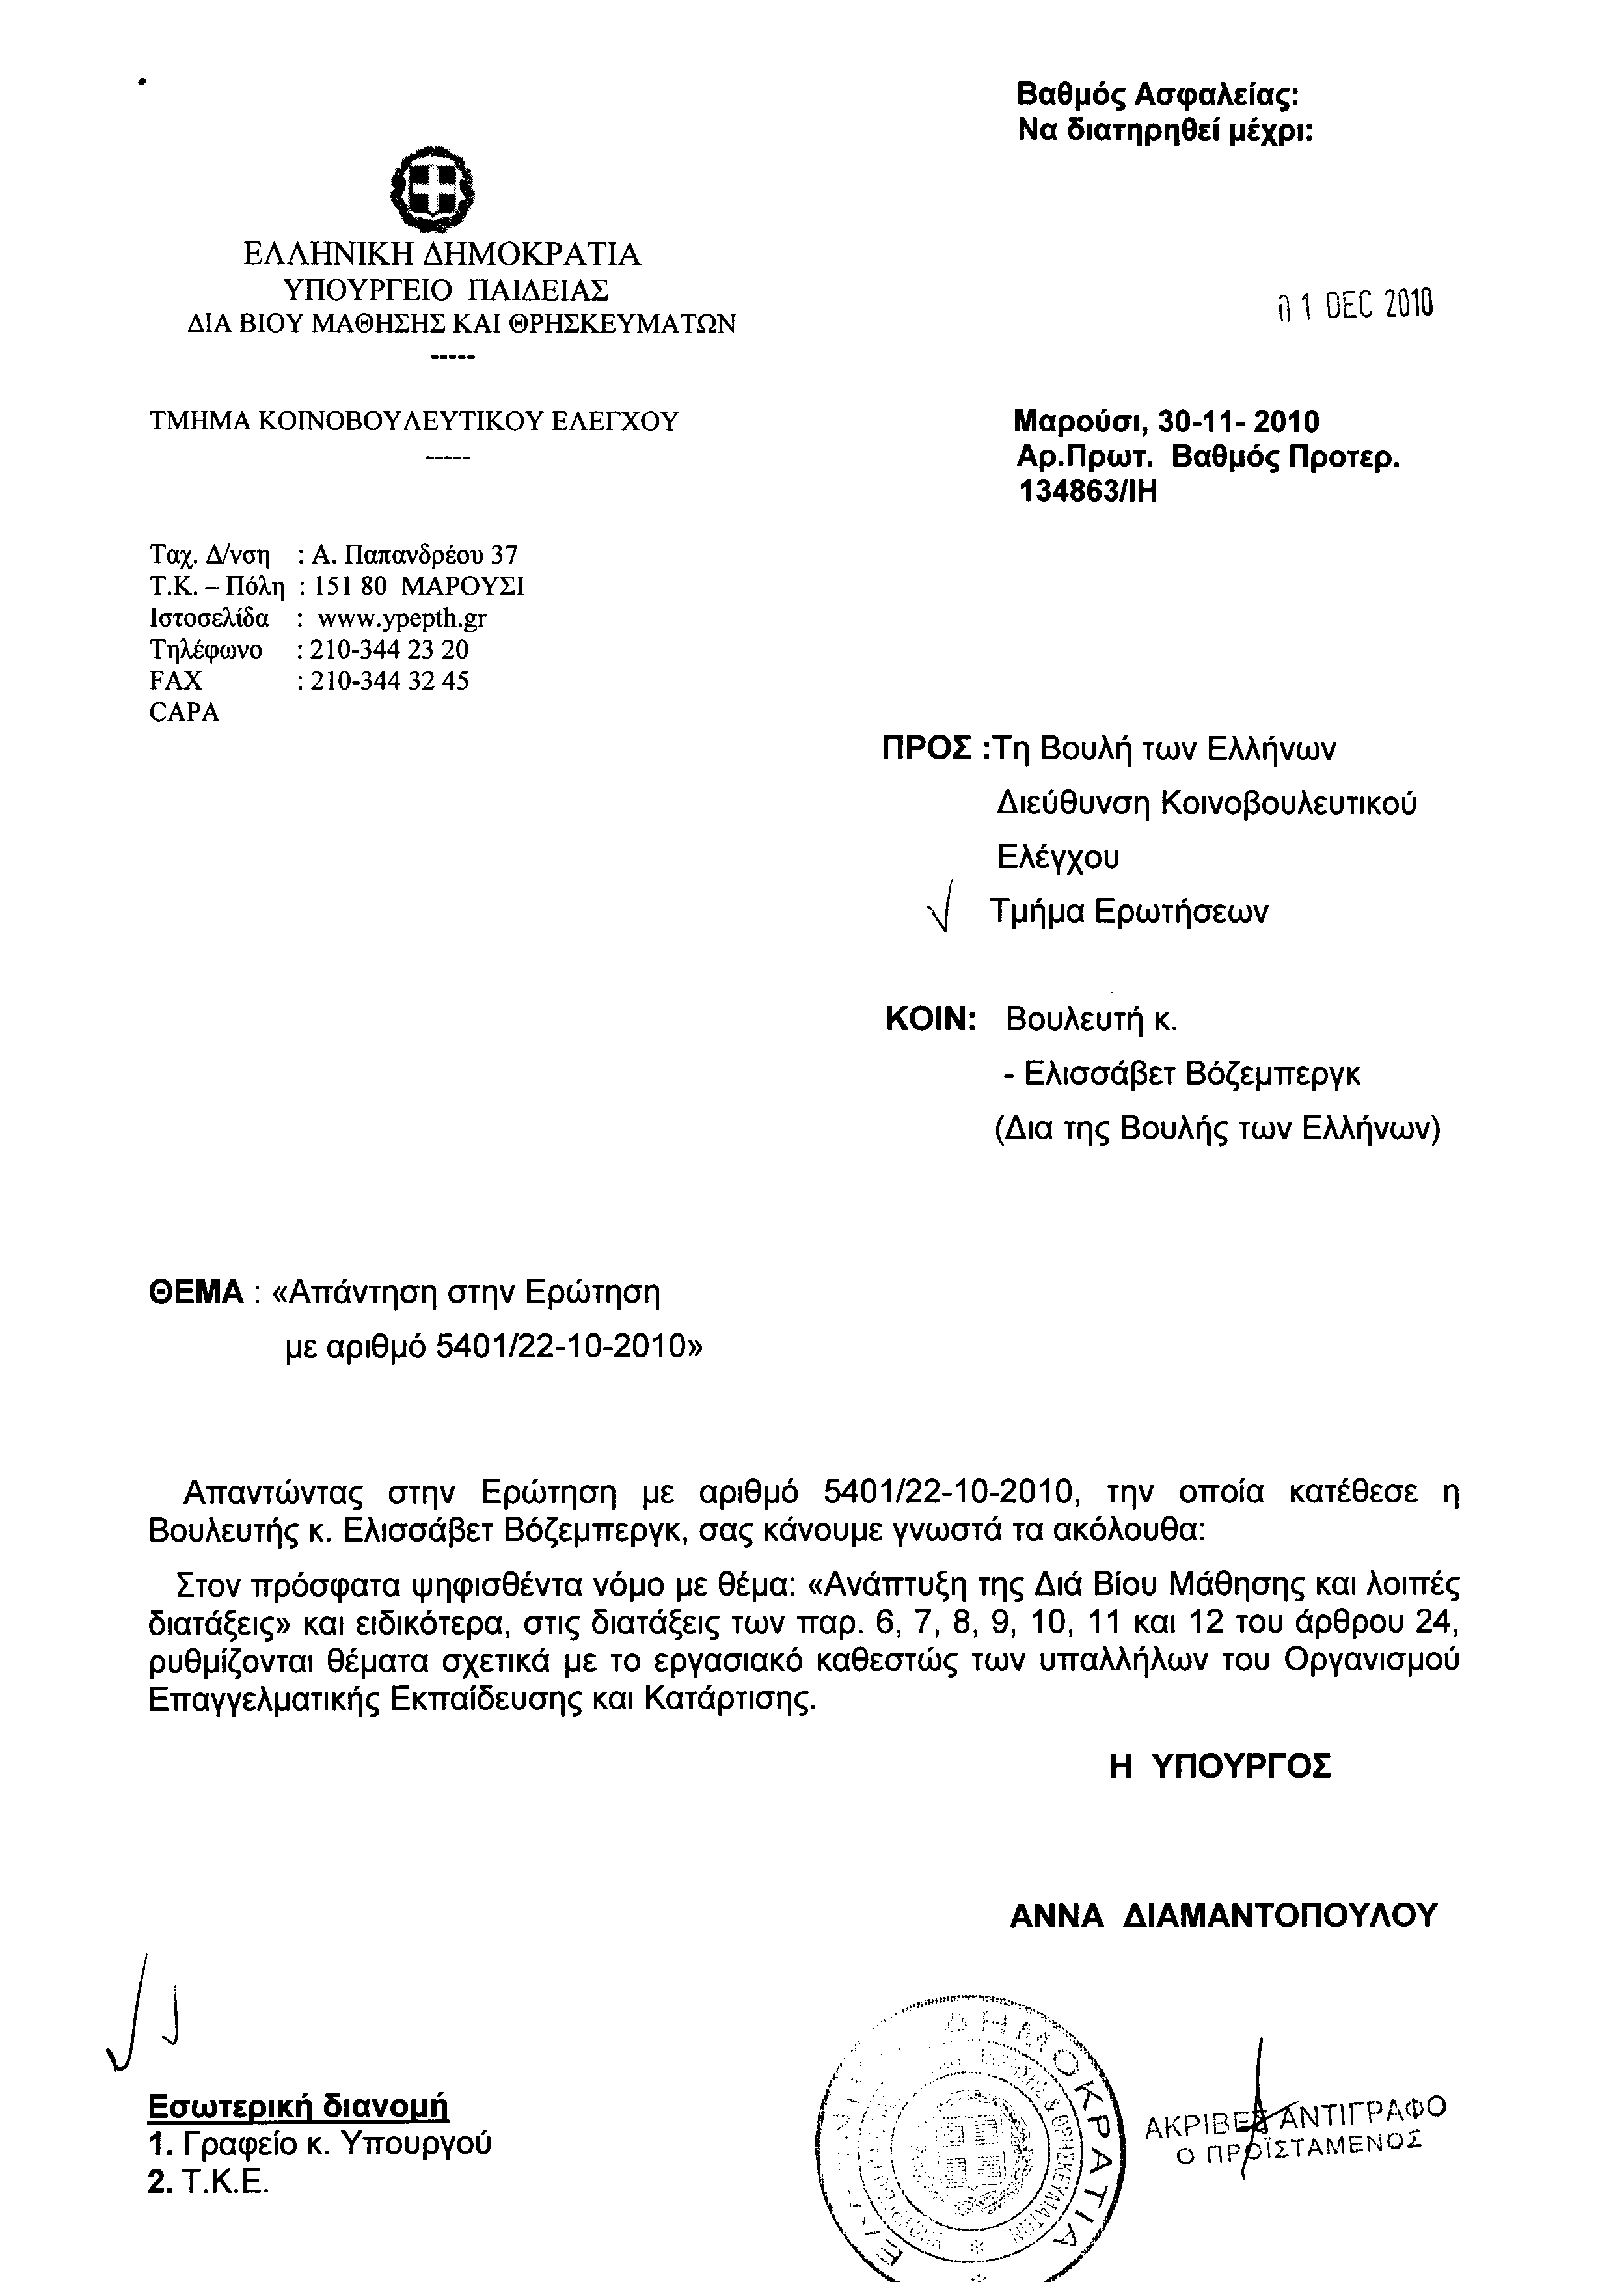 Βαθμός Ασφαλείας:
Να διατηρηθεί μέχρι:
ΕΛΛΗΝΙΚΗ ΔΗΜΟΚΡΑΤΙΑ
ΥΠΟΥΡΓΕΙΟ ΠΑΙΔΕΙΑΣ
ΔΙΑ ΒΙΟΥ ΜΑΘΗΣΗΣ ΚΑΙ ΘΡΗΣΚΕΥΜΑΤΩΝ
-----
01 DEC 2010
ΤΜΗΜΑ ΚΟΙΝΟΒΟΥΛΕΥΤΙΚΟΥ ΕΛΕΓΧΟΥ
-----
Μαρούσι, 30-11- 2010
Αρ.Πρωτ. Βαθμός Προτερ.
134863/ΙΗ
Ταχ. Δ/νση : Α. Παπανδρέου 37
Τ.Κ. – Πόλη : 151 80 ΜΑΡΟΥΣΙ
Ιστοσελίδα : www.ypepth.gr
Τηλέφωνο : 210-344 23 20
FAX : 210-344 32 45
CAPA
ΠΡΟΣ :Τη Βουλή των Ελλήνων
Διεύθυνση Κοινοβουλευτικού
Ελέγχου
Τμήμα Ερωτήσεων
ΚΟΙΝ: Βουλευτή κ.
- Ελισσάβετ Βόζεμπεργκ
(Δια της Βουλής των Ελλήνων)
ΘΕΜΑ : «Απάντηση στην Ερώτηση
με αριθμό 5401/22-10-2010»
Απαντώντας στην Ερώτηση με αριθμό 5401/22-10-2010, την οποία κατέθεσε η
Βουλευτής κ. Ελισσάβετ Βόζεμπεργκ, σας κάνουμε γνωστά τα ακόλουθα:
Στον πρόσφατα ψηφισθέντα νόμο με θέμα: «Ανάπτυξη της Διά Βίου Μάθησης και λοιπές
διατάξεις» και ειδικότερα, στις διατάξεις των παρ. 6, 7, 8, 9, 10, 11 και 12 του άρθρου 24,
ρυθμίζονται θέματα σχετικά με το εργασιακό καθεστώς των υπαλλήλων του Οργανισμού
Επαγγελματικής Εκπαίδευσης και Κατάρτισης.
Η ΥΠΟΥΡΓΟΣ
ΑΝΝΑ ΔΙΑΜΑΝΤΟΠΟΥΛΟΥ
Εσωτερική διανομή
1. Γραφείο κ. Υπουργού
2. Τ.Κ.Ε.
ΔΗΜΟΚΡΑΤΙΑ
& ΘΡΗΣΚΕΥΜΑΤΩΝ
ΑΚΡΙΒΕΣ ΑΝΤΙΓΡΑΦΟ
Ο ΠΡΟΪΣΤΑΜΕΝΟΣ